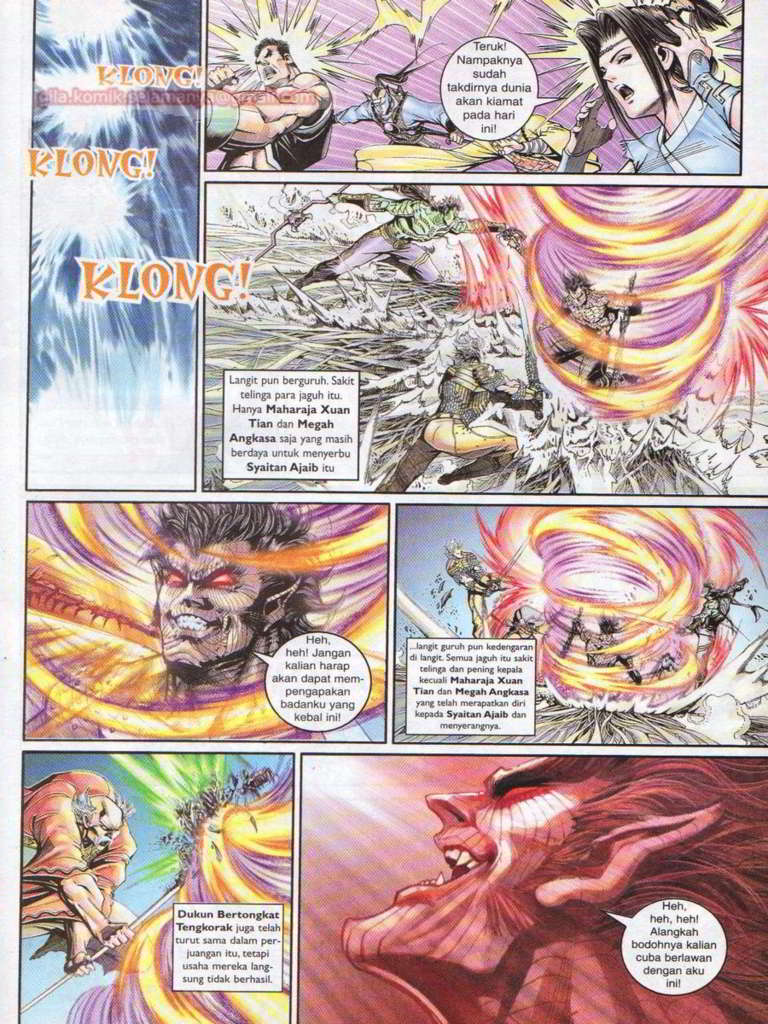 KLONG!
gila.komik.selamanya@gmail.com
KLONG!
KLONG!
Teruk!
Nampaknya
sudah
takdirnya dunia
akan kiamat
pada hari
ini!
Langit pun berguruh. Sakit
telinga para jaguh itu.
Hanya Maharaja Xuan
Tian dan Megah
Angkasa saja yang masih
berdaya untuk menyerbu
Syaitan Ajaib itu
Heh,
heh! Jangan
kalian harap
akan dapat mem-
pengapakan
badanku yang
kebal ini!
...langit guruh pun kedengaran
di langit. Semua jaguh itu sakit
telinga dan pening kepala
kecuali Maharaja Xuan
Tian dan Megah Angkasa
yang telah merapatkan diri
kepada Syaitan Ajaib dan
menyerangnya.
Dukun Bertongkat
Tengkorak juga telah
turut sama dalam per-
juangan itu, tetapi
usaha mereka lang-
sung tidak berhasil.
Heh,
heh, heh!
Alangkah
bodohnya kalian
cuba berlawan
dengan aku
ini!